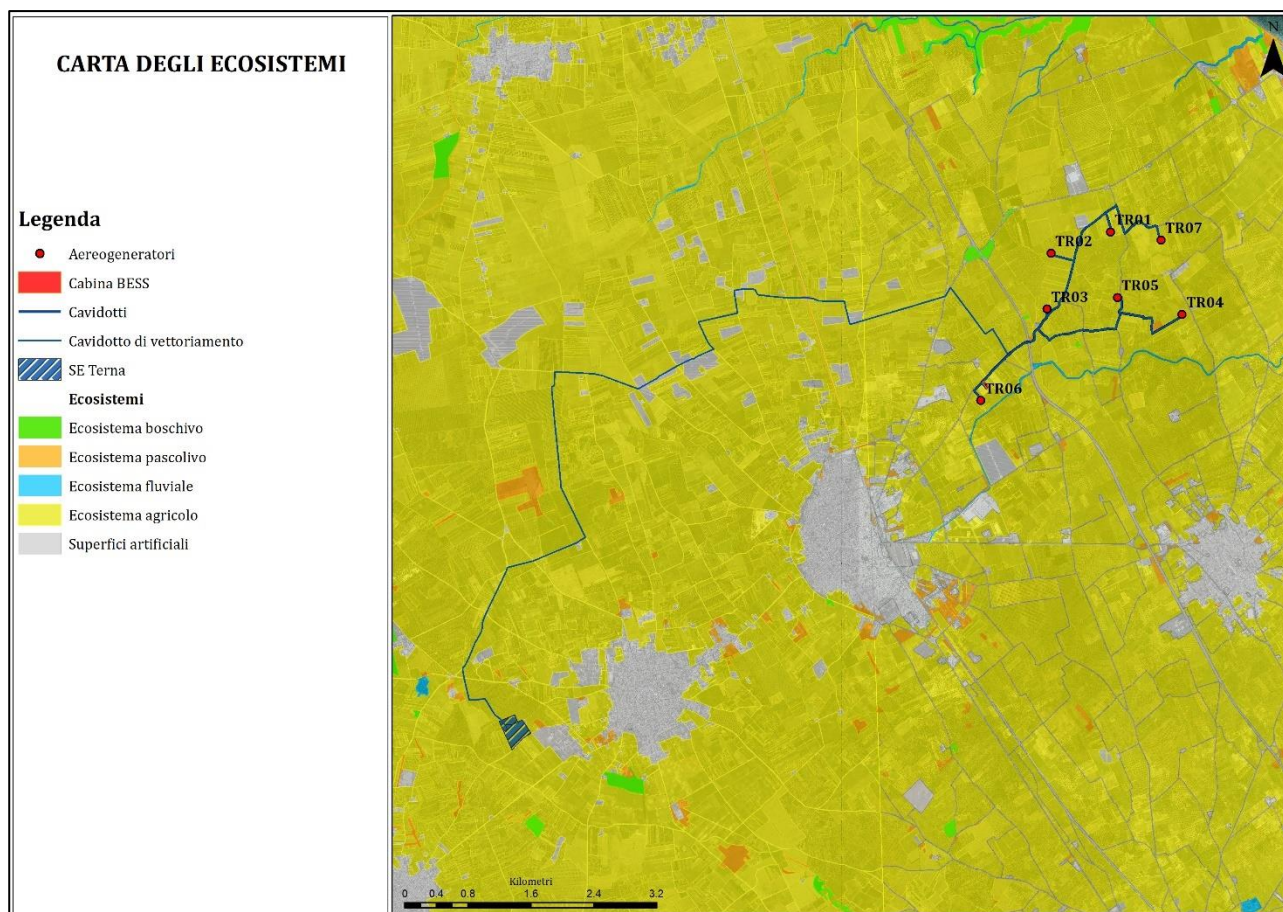 CARTA DEGLI ECOSISTEMI
Legenda
Aereogeneratori
Cabina BESS
Cavidotti
Cavidotto di vettoriamento
SE Terna
Ecosistemi
Ecosistema boschivo
Ecosistema pascolivo
Ecosistema fluviale
Ecosistema agricolo
Superfici artificiali
N
TR01
TR07
TR02
TR05
TR03
TR04
TR06
Kilometri
0 0.4 0.8 1.6 2.4 3.2